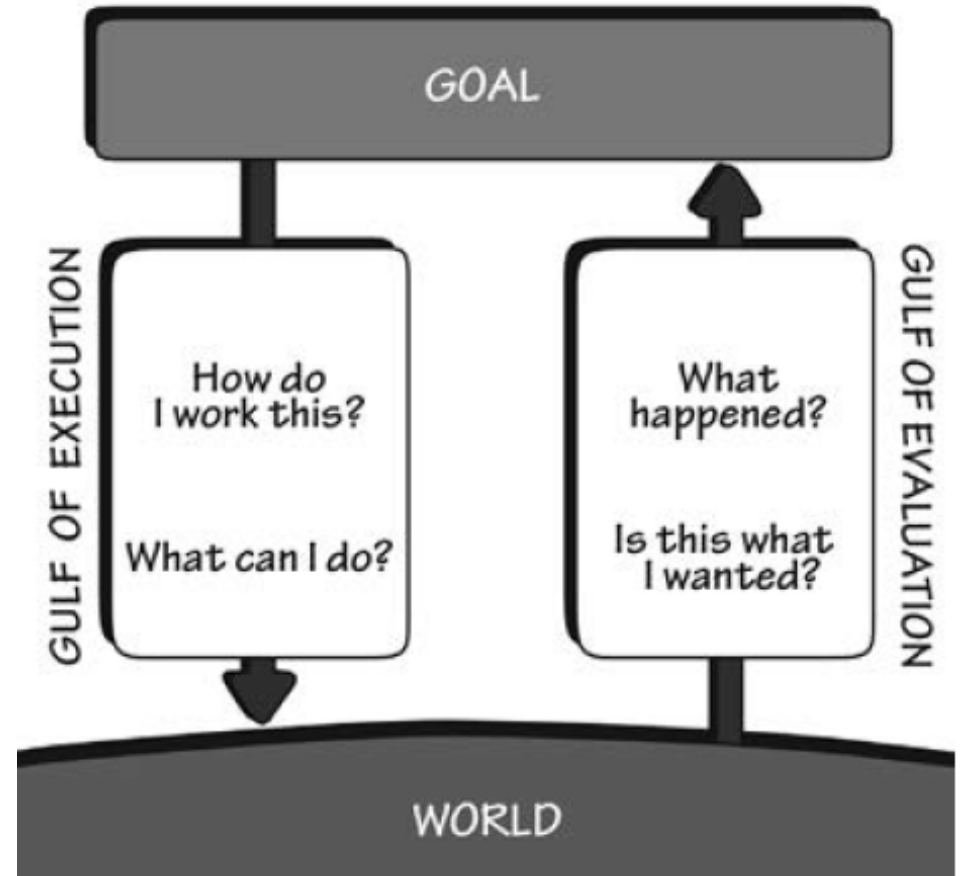 GOAL
GULF OF EXECUTION
How do
I work this?
What can I do?
What
happened?
Is this what
I wanted?
GULF OF EVALUATION
WORLD